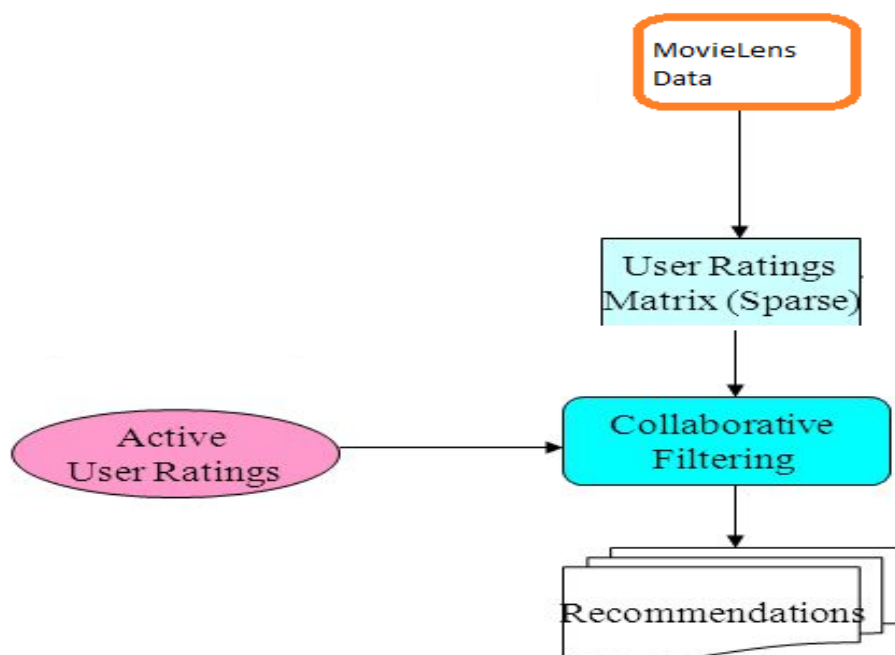 MovieLens
Data
User Ratings
Matrix (Sparse)
Active
User Ratings
Collaborative
Filtering
Recommendations